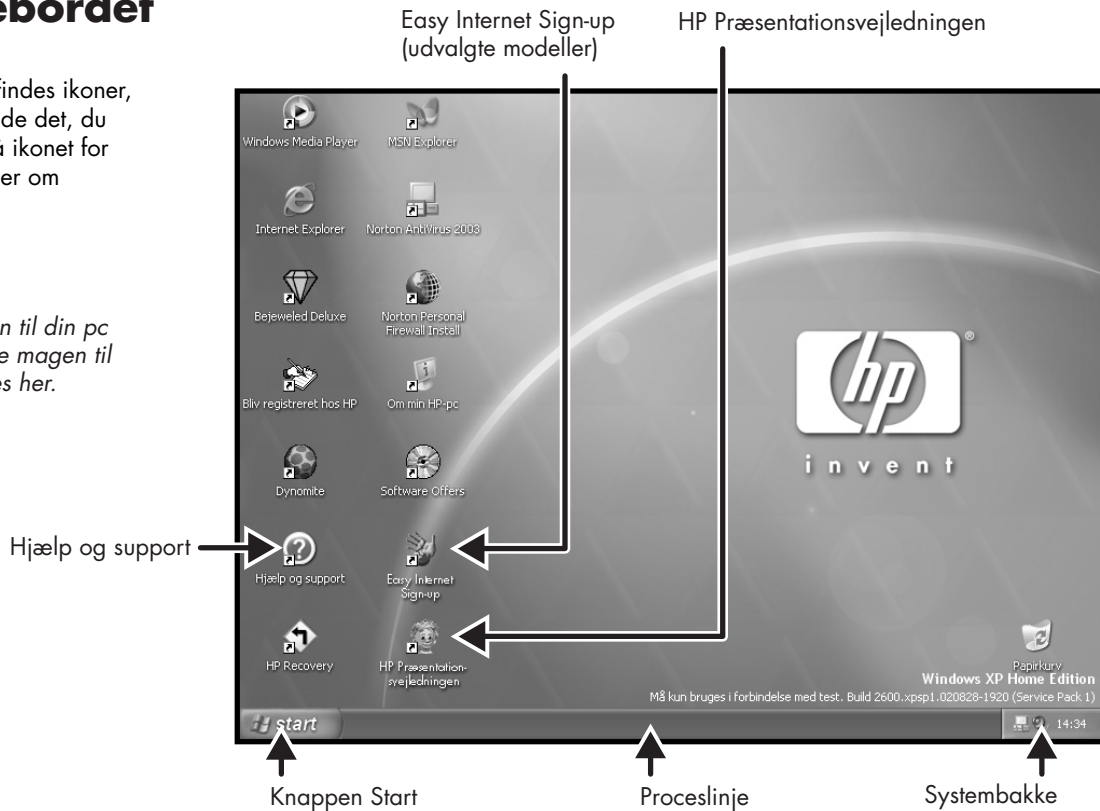 ebordet
Easy Internet Sign-up
(udvalgte modeller)
HP Præsentationsvejledningen
findes ikoner,
de det, du
å ikonet for
er om
n til din pc
e magen til
es her.
Windows Media Player
MSN Explorer
Internet Explorer
Norton AntiVirus 2003
Bejeweled Deluxe
Norton Personal
Firewall Install
Bliv registreret hos HP
Om min HP-pc
Dynomite
Software Offers
Hjælp og support
Hjælp og support
Easy Internet
Sign-up
HP Recovery
HP Præsentation-
svejledningen
hp
®
invent
Papirkurv
Windows XP Home Edition
Må kun bruges i forbindelse med test. Build 2600.xpsp1.020828-1920 (Service Pack 1)
start
14:34
Knappen Start
Proceslinje
Systembakke